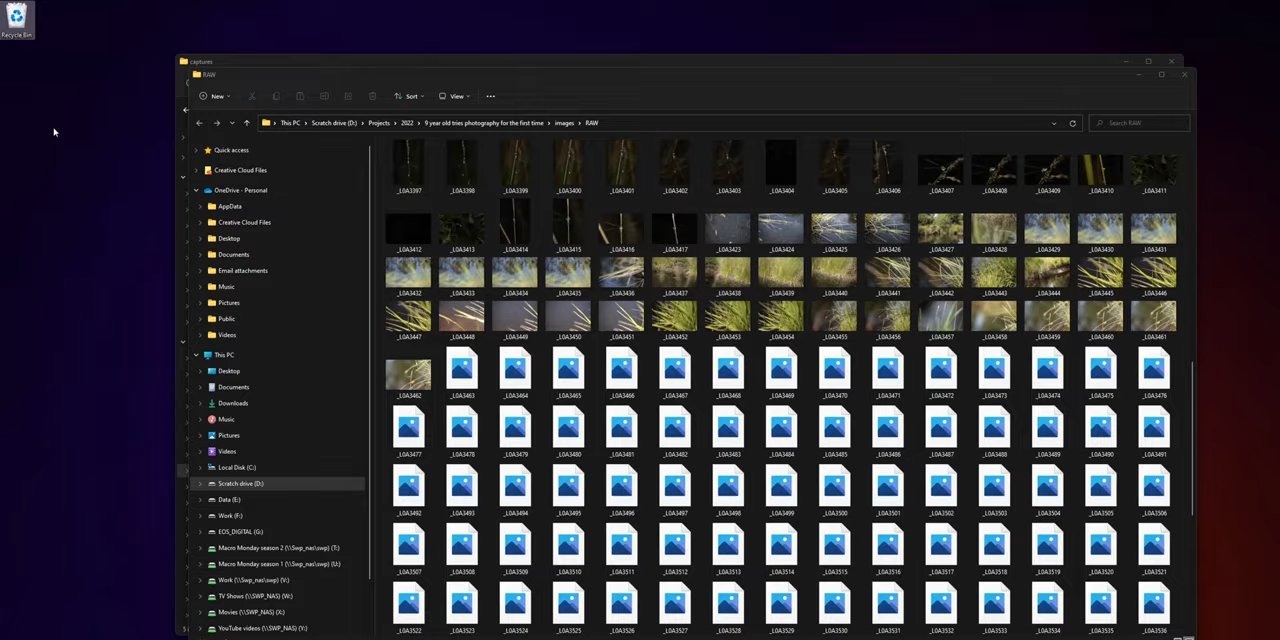 Recycle Bin
captures
RAW
New
Sort
View
This PC > Scratch drive (D:) > Projects > 2022 > 9 year old tries photography for the first time > images > RAW
Search RAW
Quick access
Creative Cloud Files
OneDrive - Personal
AppData
Creative Cloud Files
Desktop
Documents
Email attachments
Music
Pictures
Public
Videos
This PC
Desktop
Documents
Downloads
Music
Pictures
Videos
Local Disk (C:)
Scratch drive (D:)
Data (E:)
Work (F:)
EOS_DIGITAL (G:)
Macro Monday season 2 (\\Swp_nas\swp) (T:)
Macro Monday season 1 (\\Swp_nas\swp) (U:)
Work (\\Swp_nas\swp) (V:)
TV Shows (\\SWP_NAS) (W:)
Movies (\\SWP_NAS) (X:)
YouTube videos (\\SWP_NAS) (Y:)
_L0A3397 _L0A3398 _L0A3399 _L0A3400 _L0A3401 _L0A3402 _L0A3403 _L0A3404 _L0A3405 _L0A3406 _L0A3407 _L0A3408 _L0A3409 _L0A3410 _L0A3411
_L0A3412 _L0A3413 _L0A3414 _L0A3415 _L0A3416 _L0A3417 _L0A3423 _L0A3424 _L0A3425 _L0A3426 _L0A3427 _L0A3428 _L0A3429 _L0A3430 _L0A3431
_L0A3432 _L0A3433 _L0A3434 _L0A3435 _L0A3436 _L0A3437 _L0A3438 _L0A3439 _L0A3440 _L0A3441 _L0A3442 _L0A3443 _L0A3444 _L0A3445 _L0A3446
_L0A3447 _L0A3448 _L0A3449 _L0A3450 _L0A3451 _L0A3452 _L0A3453 _L0A3454 _L0A3455 _L0A3456 _L0A3457 _L0A3458 _L0A3459 _L0A3460 _L0A3461
_L0A3462 _L0A3463 _L0A3464 _L0A3465 _L0A3466 _L0A3467 _L0A3468 _L0A3469 _L0A3470 _L0A3471 _L0A3472 _L0A3473 _L0A3474 _L0A3475 _L0A3476
_L0A3477 _L0A3478 _L0A3479 _L0A3480 _L0A3481 _L0A3482 _L0A3483 _L0A3484 _L0A3485 _L0A3486 _L0A3487 _L0A3488 _L0A3489 _L0A3490 _L0A3491
_L0A3492 _L0A3493 _L0A3494 _L0A3495 _L0A3496 _L0A3497 _L0A3498 _L0A3499 _L0A3500 _L0A3501 _L0A3502 _L0A3503 _L0A3504 _L0A3505 _L0A3506
_L0A3507 _L0A3508 _L0A3509 _L0A3510 _L0A3511 _L0A3512 _L0A3513 _L0A3514 _L0A3515 _L0A3516 _L0A3517 _L0A3518 _L0A3519 _L0A3520 _L0A3521
_L0A3522 _L0A3523 _L0A3524 _L0A3525 _L0A3526 _L0A3527 _L0A3528 _L0A3529 _L0A3530 _L0A3531 _L0A3532 _L0A3533 _L0A3534 _L0A3535 _L0A3536